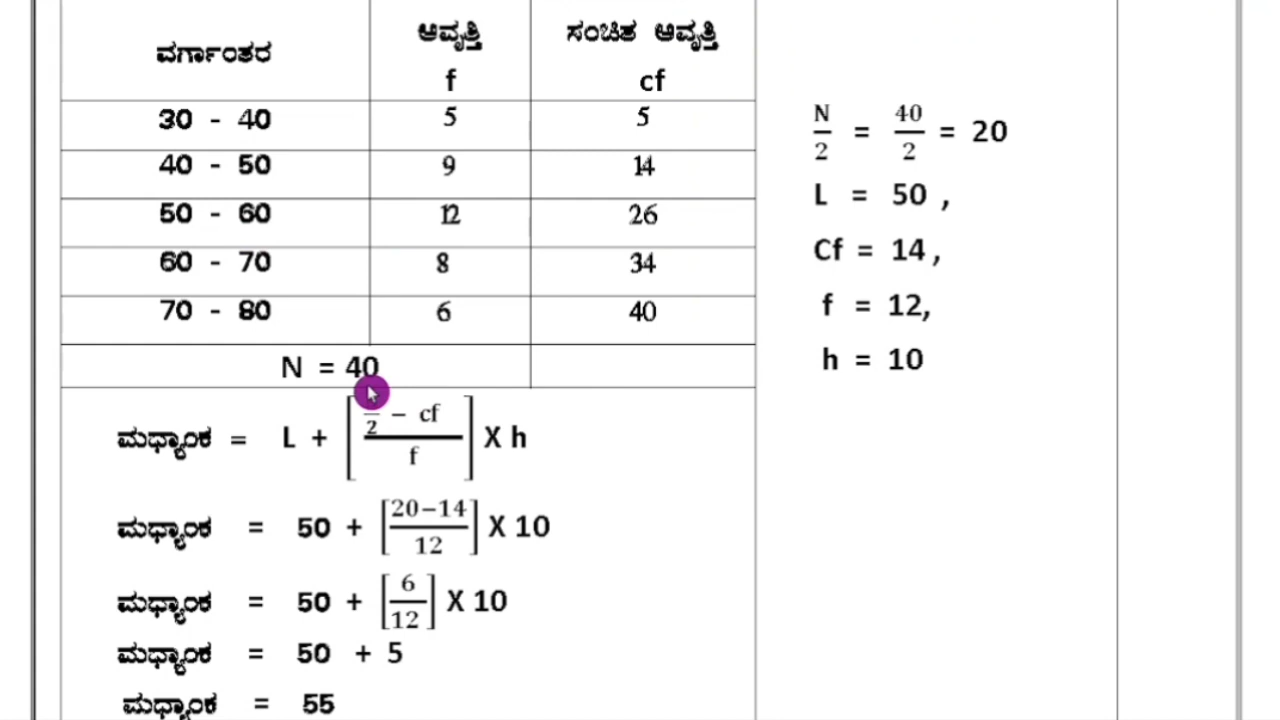 ವರ್ಗಾಂತರ ಆವೃತ್ತಿ f ಸಂಚಿತ ಆವೃತ್ತಿ cf
30 - 40 5 5
40 - 50 9 14
50 - 60 12 26
60 - 70 8 34
70 - 80 6 40
N = 40
N/2 = 40/2 = 20
L = 50 ,
Cf = 14 ,
f = 12,
h = 10
ಮಧ್ಯಾಂಕ = L + [ /2 − cf / f ] X h
ಮಧ್ಯಾಂಕ = 50 + [20−14 / 12] X 10
ಮಧ್ಯಾಂಕ = 50 + [6/12] X 10
ಮಧ್ಯಾಂಕ = 50 + 5
ಮಧ್ಯಾಂಕ = 55